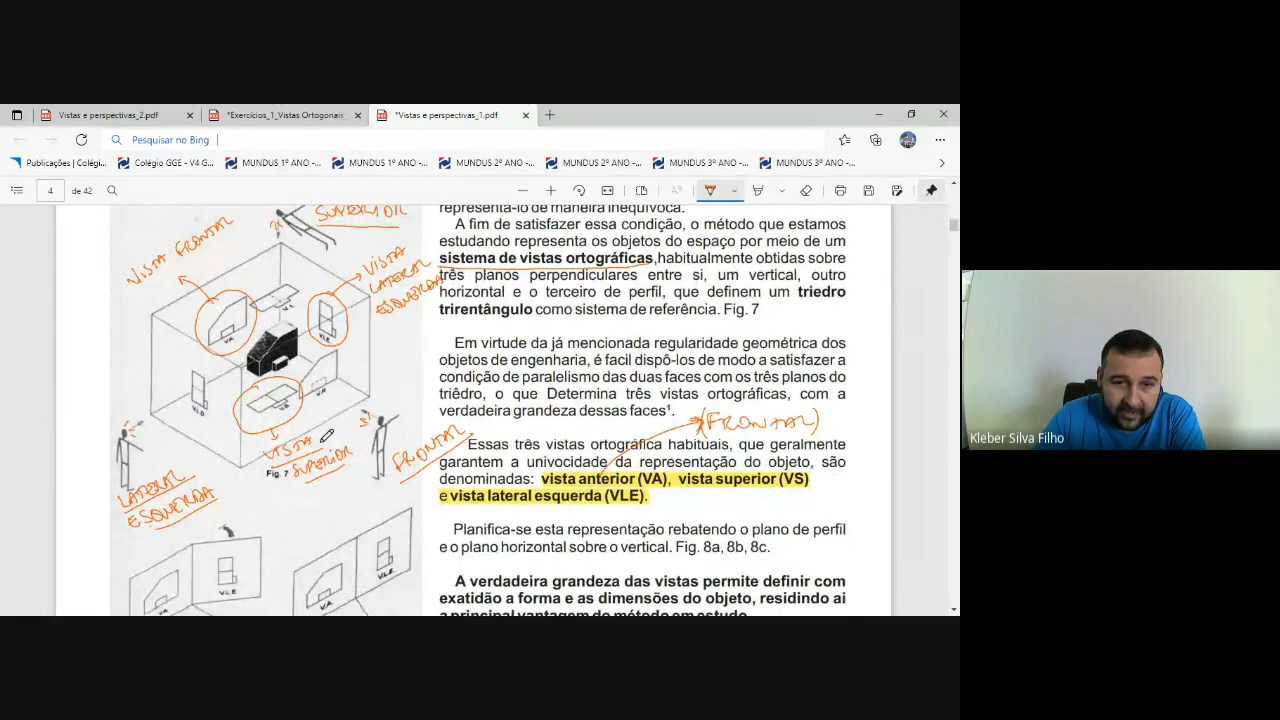 Vistas e perspectivas_2.pdf
*Exercícios_1_Vistas Ortogonais_
*Vistas e perspectivas_1.pdf
Pesquisar no Bing
Publicações | Colégi...
Colégio GGE - V4 G...
MUNDUS 1º ANO -...
MUNDUS 1º ANO -...
MUNDUS 2º ANO -...
MUNDUS 2º ANO -...
MUNDUS 3º ANO -...
MUNDUS 3º ANO -...
4 de 42
SUPERIOR
VISTA FRONTAL
VISTA
LATERAL
ESQUERDA
VA
VLE
VLD
VS
VISTA
SUPERIOR
FRONTAL
LATERAL
ESQUERDA
Fig. 7
VA
VLE
VA
VLE
representá-lo de maneira inequívoca.
A fim de satisfazer essa condição, o método que estamos
estudando representa os objetos do espaço por meio de um
sistema de vistas ortográficas,habitualmente obtidas sobre
três planos perpendiculares entre si, um vertical, outro
horizontal e o terceiro de perfil, que definem um triedro
trirentângulo como sistema de referência. Fig. 7
Em virtude da já mencionada regularidade geométrica dos
objetos de engenharia, é facil dispô-los de modo a satisfazer a
condição de paralelismo das duas faces com os três planos do
triêdro, o que Determina três vistas ortográficas, com a
verdadeira grandeza dessas faces¹.
(FRONTAL)
Essas três vistas ortográfica habituais, que geralmente
garantem a univocidade da representação do objeto, são
denominadas: vista anterior (VA), vista superior (VS)
e vista lateral esquerda (VLE).
Planifica-se esta representação rebatendo o plano de perfil
e o plano horizontal sobre o vertical. Fig. 8a, 8b, 8c.
A verdadeira grandeza das vistas permite definir com
exatidão a forma e as dimensões do objeto, residindo ai
a principal vantagem do método em estudo.
Kleber Silva Filho